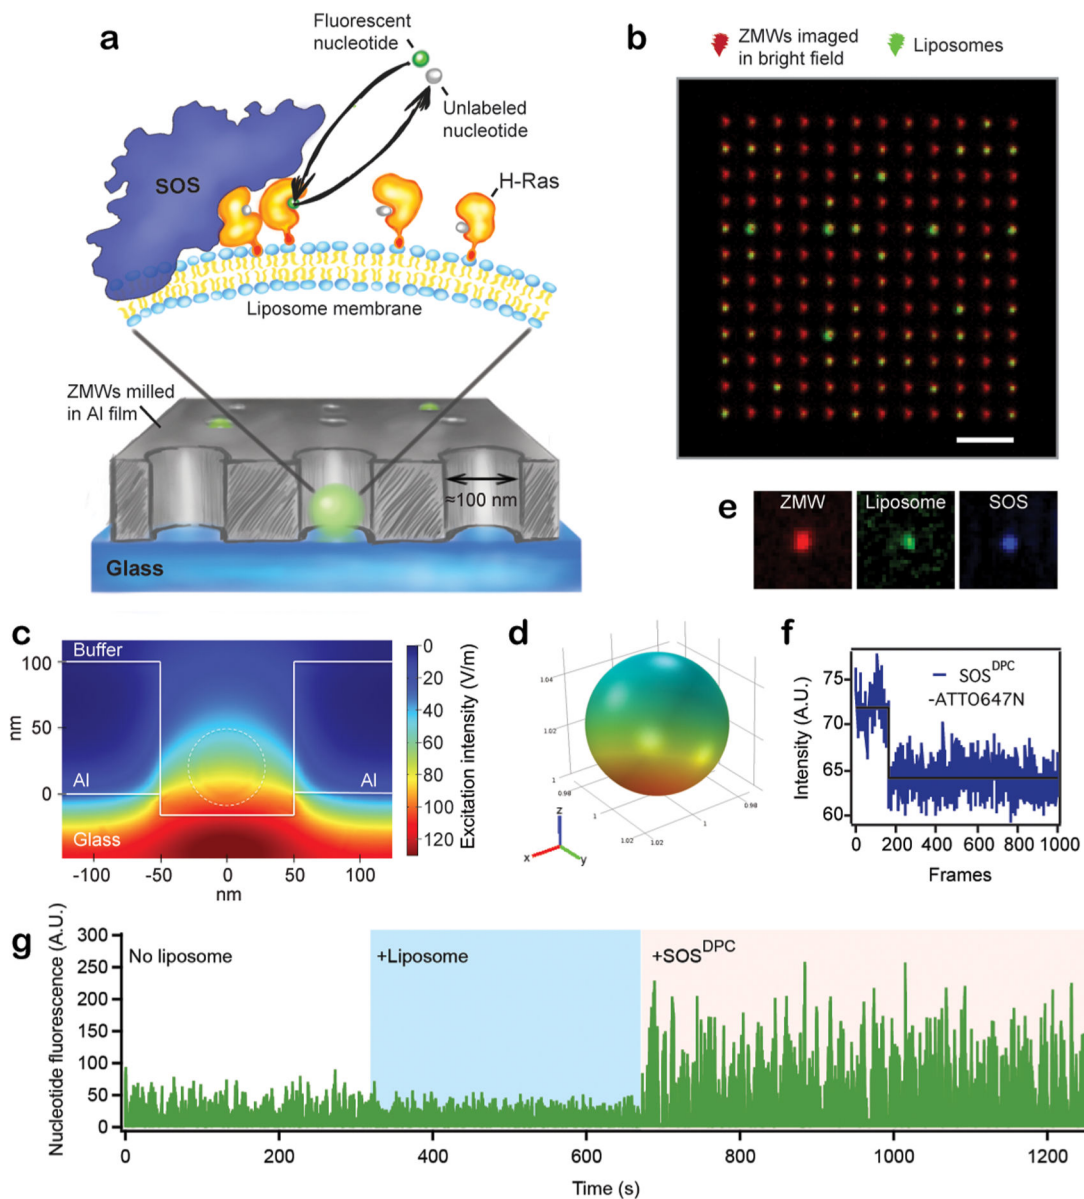 a
Fluorescent
nucleotide
Unlabeled
nucleotide
SOS
H-Ras
Liposome membrane
ZMWs milled
in Al film
≈100 nm
Glass
b
ZMWs imaged
in bright field
Liposomes
e
ZMW
Liposome
SOS
c
Buffer
Al
Al
Glass
100
50
0
nm
-100
-50
0
50
100
nm
0
20
40
60
80
100
120
Excitation intensity (V/m)
d
1.04
1.02
1
0.98
1
1.02
1.02
1
0.98
z
x
y
f
SOS^DPC
-ATTO647N
75
72
65
60
Intensity (A.U.)
0
200
400
600
800
1000
Frames
g
No liposome
+Liposome
+SOS^DPC
300
250
200
150
100
50
0
Nucleotide fluorescence (A.U.)
0
200
400
600
800
1000
1200
Time (s)